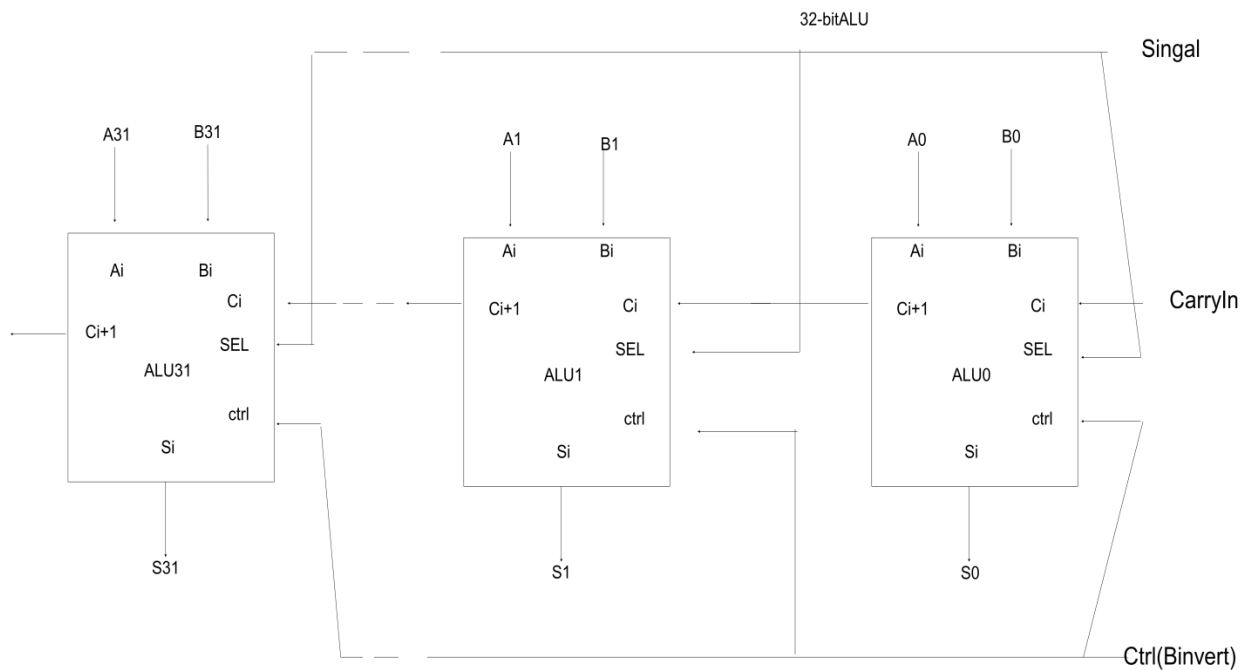 32-bitALU
Singal
A31 B31 A1 B1 A0 B0
Ai Bi Ai Bi Ai Bi
Ci Ci+1 Ci Ci+1 Ci CarryIn
Ci+1 SEL SEL SEL
ALU31 ALU1 ALU0
ctrl ctrl ctrl
Si Si Si
S31 S1 S0
Ctrl(Binvert)